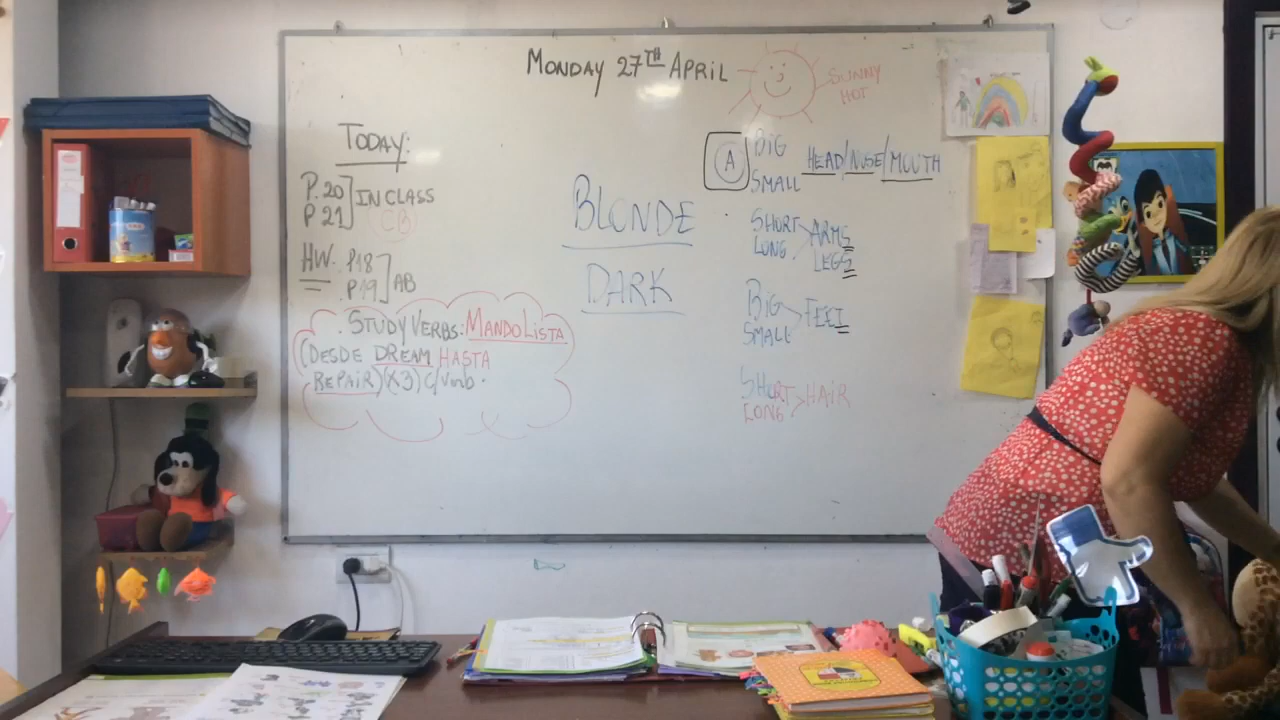 MONDAY 27TH APRIL
SUNNY
HOT
TODAY:
P.20
P 21
IN CLASS
CB
HW. P18
P19
AB
. STUDY VERBS: MANDO LISTA
(DESDE DREAM HASTA
REPAIR)(X3) C/Verb.
BLONDE
DARK
A
BIG
SMALL
HEAD/NOSE/MOUTH
SHORT
LONG
ARMS
LEGS
BIG
SMALL
FEET
SHORT
LONG
HAIR